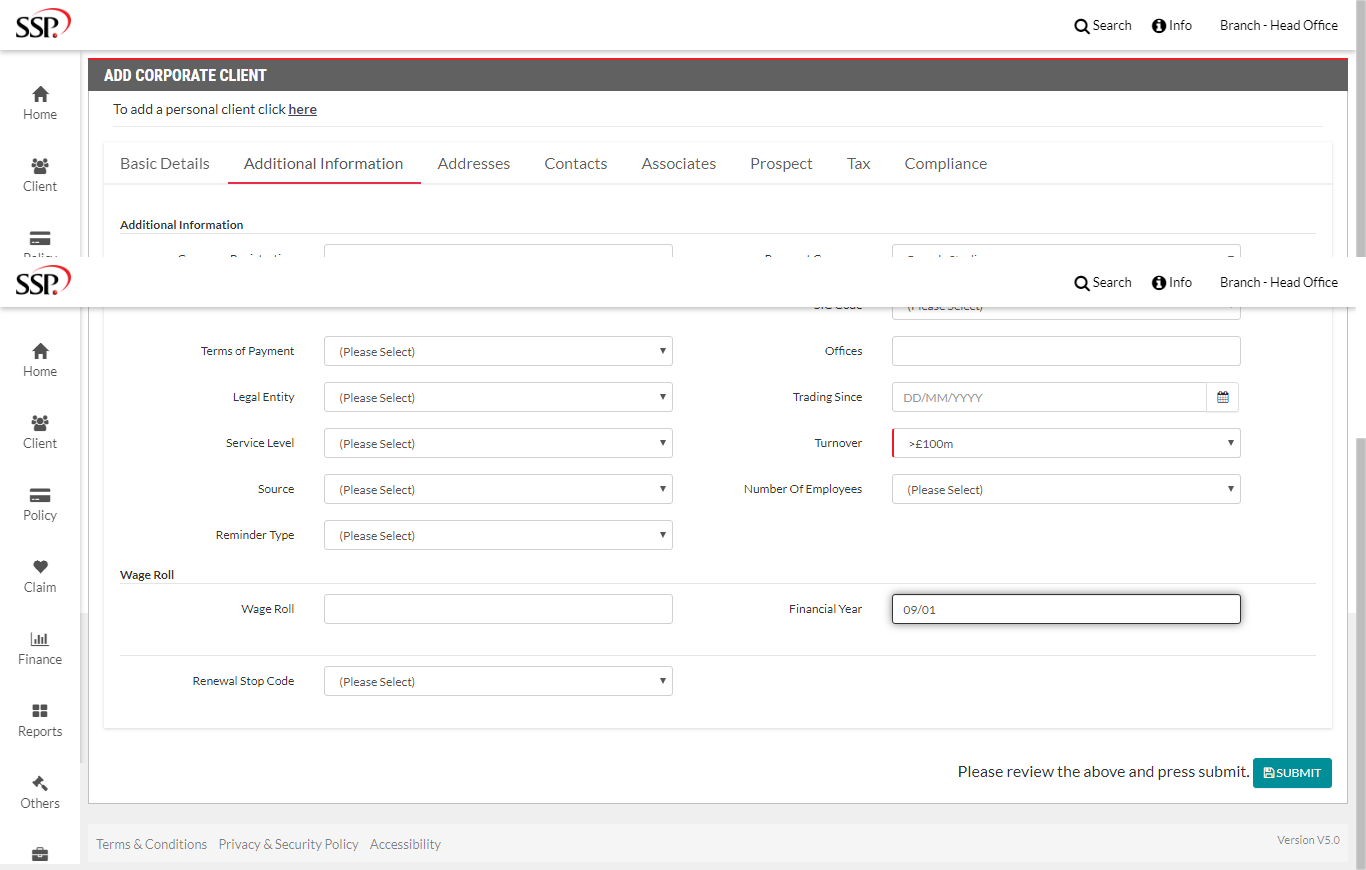 SSP.
Search Info Branch - Head Office
ADD CORPORATE CLIENT
To add a personal client click here
Home
Client
Basic Details Additional Information Addresses Contacts Associates Prospect Tax Compliance
Additional Information
SSP.
Search Info Branch - Head Office
(Please Select)
Terms of Payment (Please Select) Offices
Legal Entity (Please Select) Trading Since DD/MM/YYYY
Service Level (Please Select) Turnover >£100m
Source (Please Select) Number Of Employees (Please Select)
Reminder Type (Please Select)
Wage Roll
Wage Roll Financial Year 09/01
Renewal Stop Code (Please Select)
Home
Client
Policy
Claim
Finance
Reports
Others
Please review the above and press submit. SUBMIT
Terms & Conditions Privacy & Security Policy Accessibility
Version V5.0